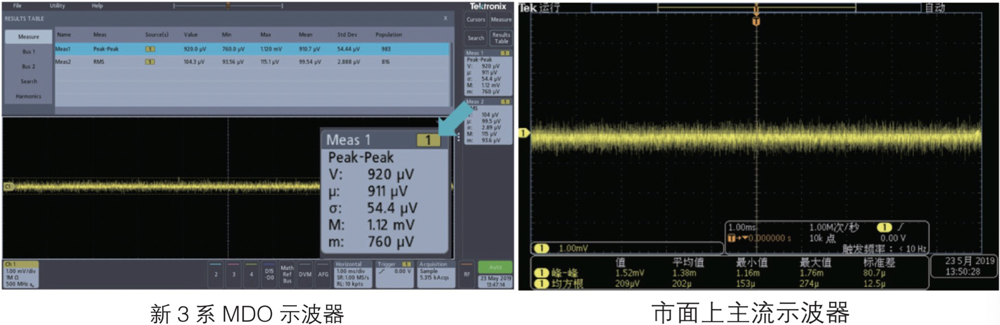 File Utility Help
Tektronix
RESULTS TABLE X
Cursors Measure
Search Results Table
Measure
Bus 1
Bus 2
Search
Harmonics
Name Meas Source(s) Value Min Max Mean Std Dev Population
Meas1 Peak-Peak 1 920.0 µV 760.0 µV 1.120 mV 910.7 µV 54.44 µV 983
Meas2 RMS 1 104.3 µV 93.56 µV 115.1 µV 99.54 µV 2.888 µV 816
Meas 1 1
Peak-Peak
V: 920 µV
µ: 911 µV
σ: 54.4 µV
M: 1.12 mV
m: 760 µV
Meas 2 1
MS
: 104 µV
µ: 99.5 µV
σ: 2.89 µV
M: 115 µV
m: 93.6 µV
C1
Meas 1 1
Peak-Peak
V: 920 µV
µ: 911 µV
σ: 54.4 µV
M: 1.12 mV
m: 760 µV
Ch 1
1.00 mV/div
1M Ω
500 MHz
2 3 4
D15
-D0
Math
Ref
Bus
DVM AFG
Horizontal
1.00 ms/div
SR: 1.00 MS/s
RL: 10 kpts
Trigger 1
0.00 V
Acquisition
Sample
5.315 kAcqs
RF
Auto
23 May 2019
13:47:14
Tek 运行 自动
T
T
1
1.00ms 1.00M次/秒 1
T→▼0.000000 s 10k 点 0.00 V
触发频率：< 10 Hz
1 1.00mV
值 平均值 最小值 最大值 标准差
1 峰-峰 1.52mV 1.38m 1.16m 1.76m 80.7µ
1 均方根 209µV 202µ 153µ 274µ 12.5µ
23 5月 2019
13:50:28
新 3 系 MDO 示波器
市面上主流示波器